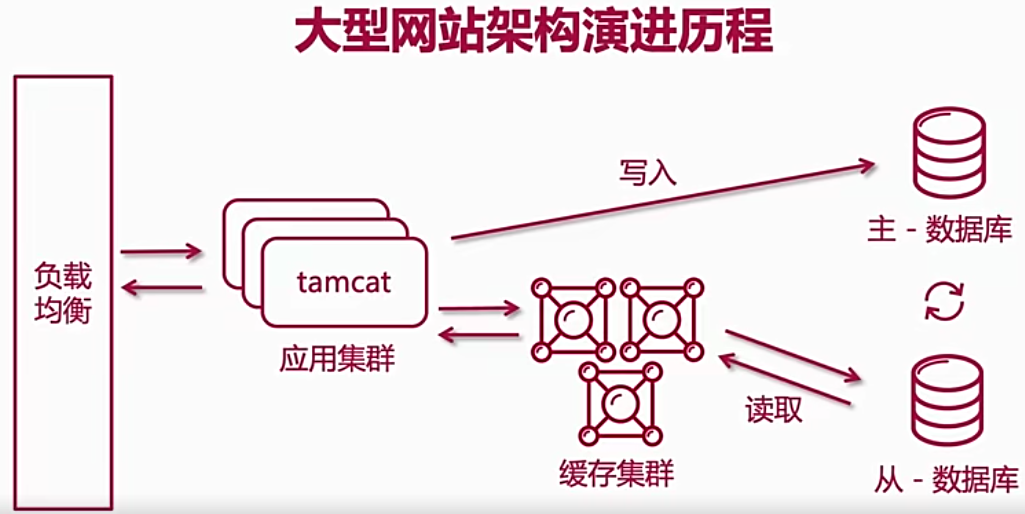 大型网站架构演进历程
写入
主 - 数据库
负载
均衡
tamcat
应用集群
读取
缓存集群
从 - 数据库